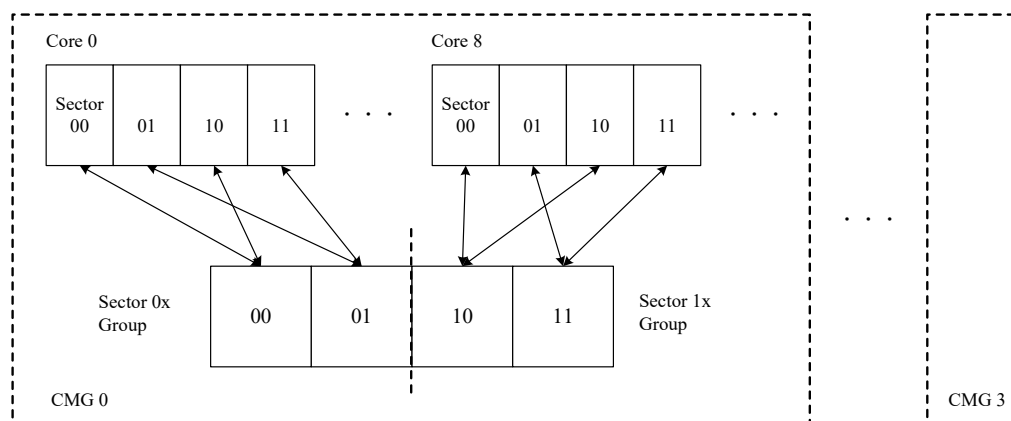 Core 0
Core 8
Sector
00
01
10
11
. . .
Sector
00
01
10
11
. . .
. . .
Sector 0x
Group
00
01
10
11
Sector 1x
Group
CMG 0
CMG 3